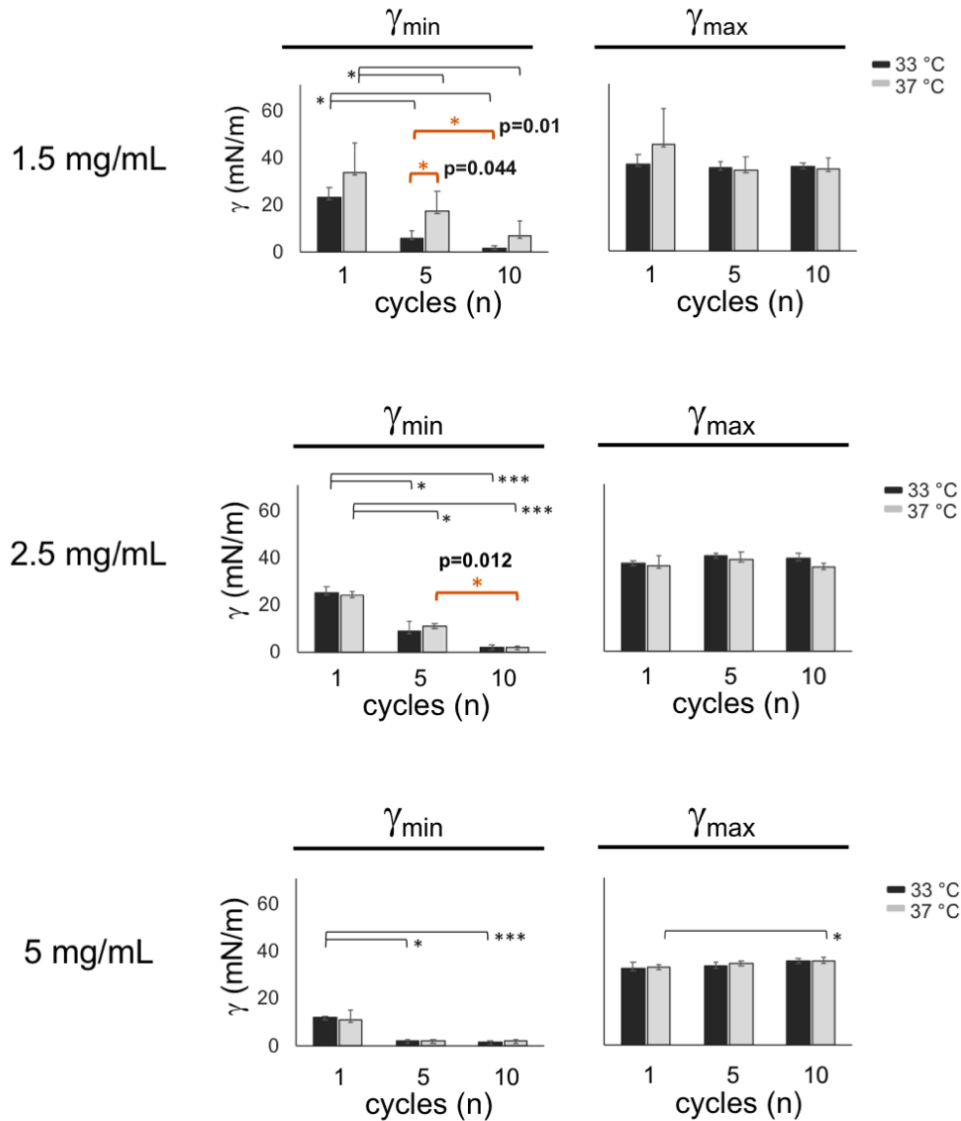 γmin
γmax
1.5 mg/mL
γ (mN/m)
60
40
20
0
*
*
* p=0.01
* p=0.044
1 5 10
cycles (n)
33 °C
37 °C
1 5 10
cycles (n)
γmin
γmax
2.5 mg/mL
γ (mN/m)
60
40
20
0
***
*
***
*
p=0.012
*
1 5 10
cycles (n)
33 °C
37 °C
1 5 10
cycles (n)
γmin
γmax
5 mg/mL
γ (mN/m)
60
40
20
0
***
*
1 5 10
cycles (n)
33 °C
37 °C
*
1 5 10
cycles (n)